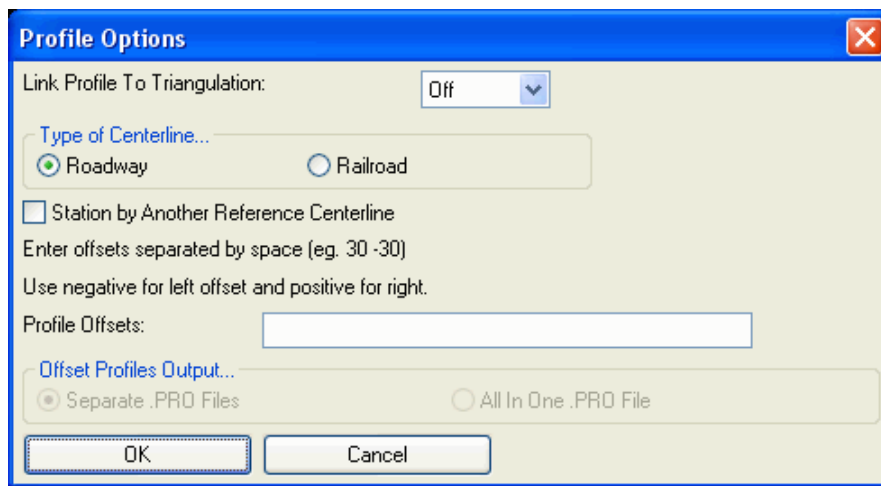 Profile Options
Link Profile To Triangulation:
Off
Type of Centerline...
Roadway
Railroad
Station by Another Reference Centerline
Enter offsets separated by space (eg. 30 -30)
Use negative for left offset and positive for right.
Profile Offsets:
Offset Profiles Output...
Separate .PRO Files
All In One .PRO File
OK
Cancel